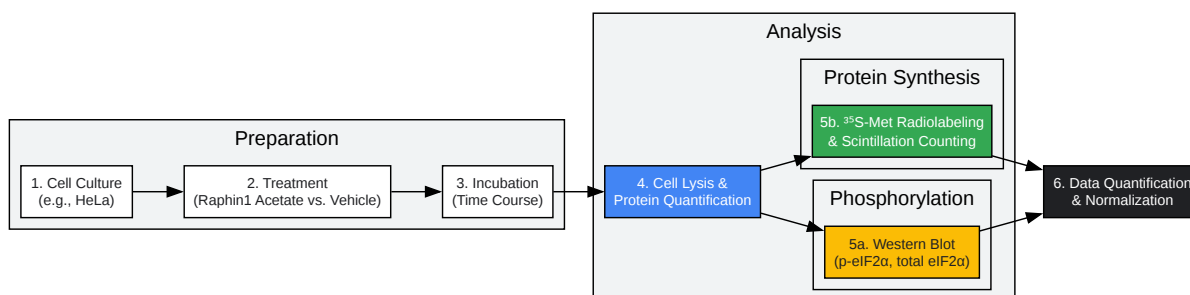 Preparation
1. Cell Culture
(e.g., HeLa)
2. Treatment
(Raphin1 Acetate vs. Vehicle)
3. Incubation
(Time Course)
Analysis
4. Cell Lysis &
Protein Quantification
Protein Synthesis
5b. ³⁵S-Met Radiolabeling
& Scintillation Counting
Phosphorylation
5a. Western Blot
(p-eIF2α, total eIF2α)
6. Data Quantification
& Normalization